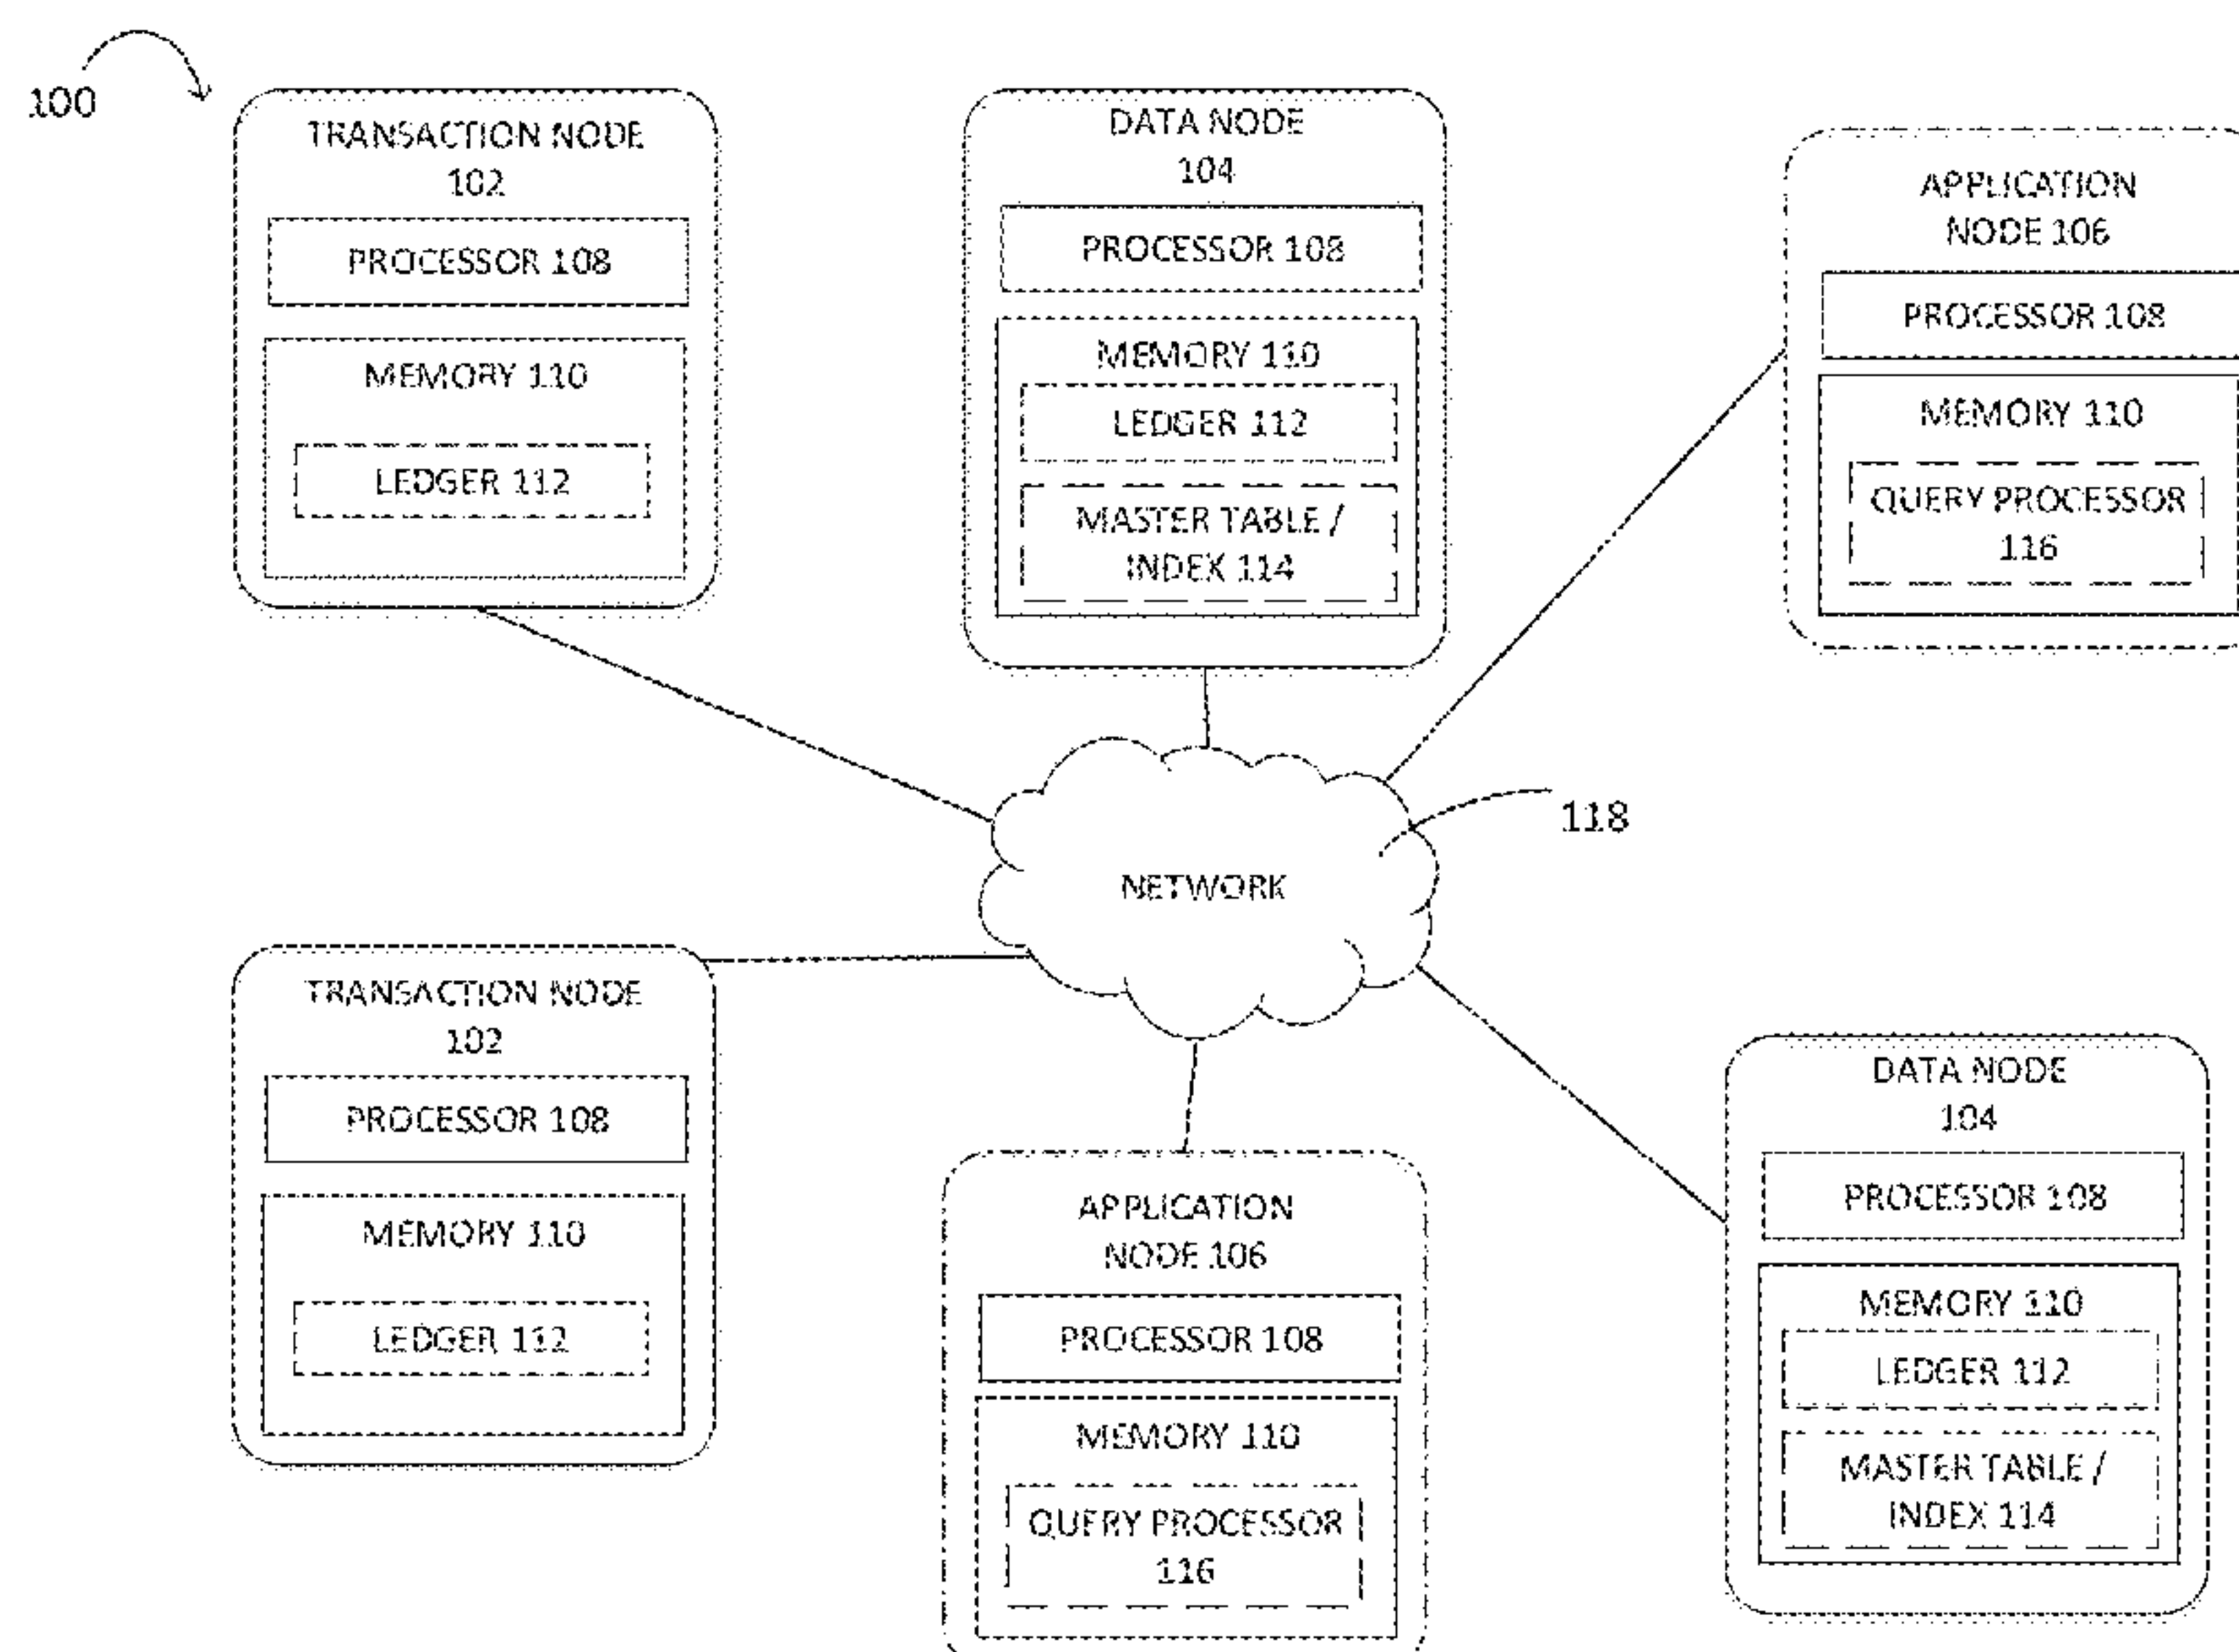 100
TRANSACTION NODE
102
PROCESSOR 108
MEMORY 110
LEDGER 112
DATA NODE
104
PROCESSOR 108
MEMORY 110
LEDGER 112
MASTER TABLE /
INDEX 114
APPLICATION
NODE 106
PROCESSOR 108
MEMORY 110
QUERY PROCESSOR
116
NETWORK
118
TRANSACTION NODE
102
PROCESSOR 108
MEMORY 110
LEDGER 112
APPLICATION
NODE 106
PROCESSOR 108
MEMORY 110
QUERY PROCESSOR
116
DATA NODE
104
PROCESSOR 108
MEMORY 110
LEDGER 112
MASTER TABLE /
INDEX 114